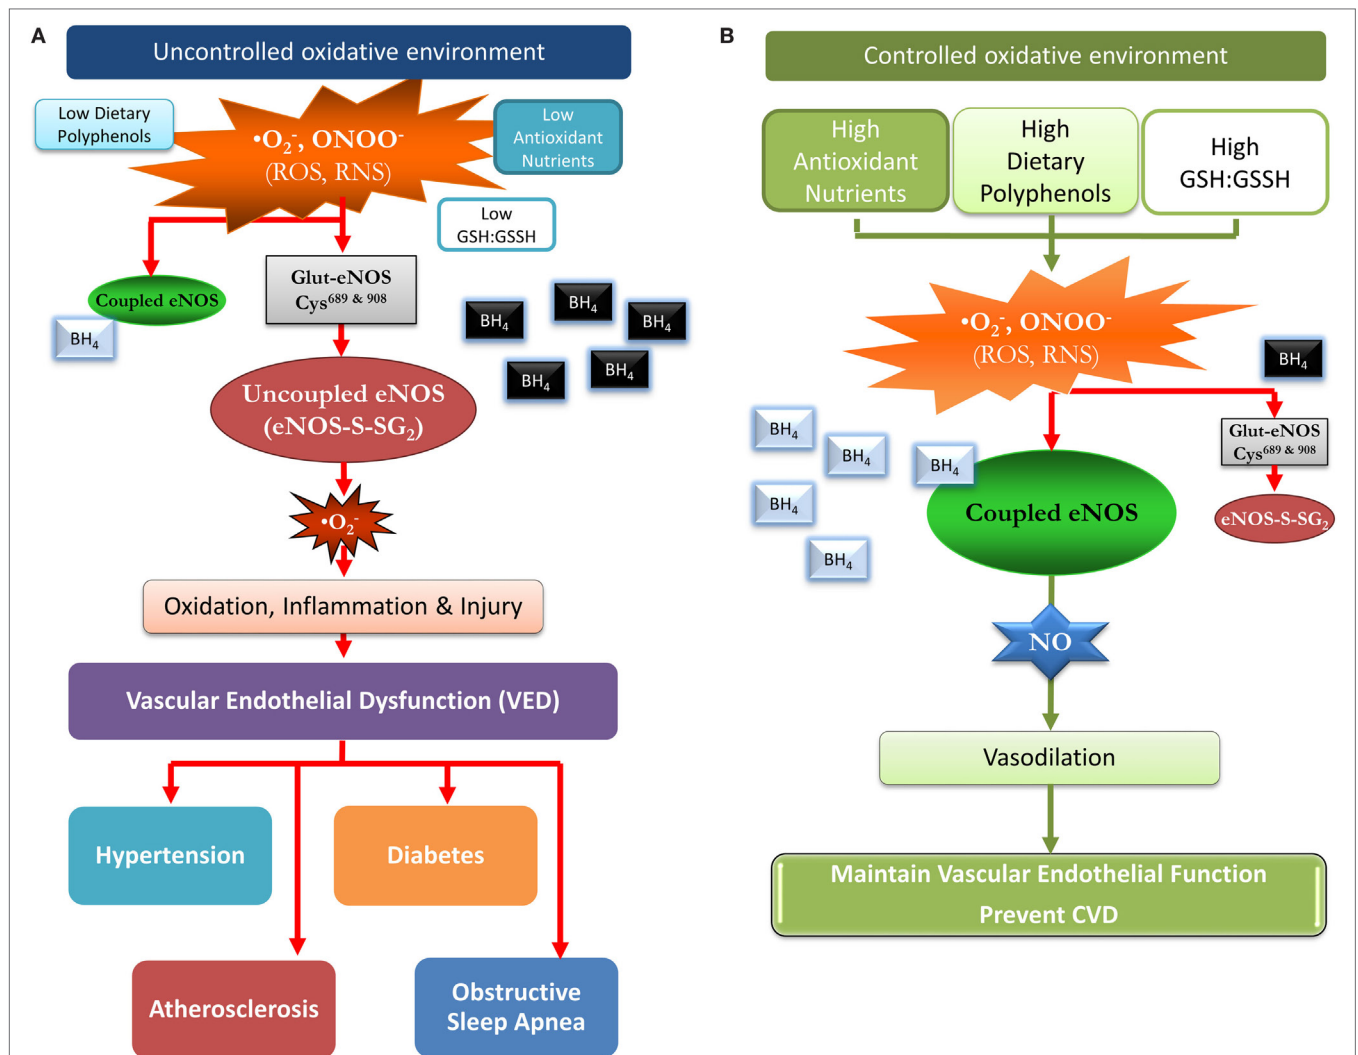 A
Uncontrolled oxidative environment
Low Dietary
Polyphenols
•O₂⁻, ONOO⁻
(ROS, RNS)
Low
Antioxidant
Nutrients
Low
GSH:GSSH
Glut-eNOS
Cys⁶⁸⁹ ᵃ ⁹⁰⁸
Coupled eNOS
BH₄
BH₄
BH₄
BH₄
BH₄
BH₄
Uncoupled eNOS
(eNOS-S-SG₂)
•O₂⁻
Oxidation, Inflammation & Injury
Vascular Endothelial Dysfunction (VED)
Hypertension
Diabetes
Atherosclerosis
Obstructive
Sleep Apnea
B
Controlled oxidative environment
High
Antioxidant
Nutrients
High
Dietary
Polyphenols
High
GSH:GSSH
•O₂⁻, ONOO⁻
(ROS, RNS)
BH₄
Glut-eNOS
Cys⁶⁸⁹ & ⁹⁰⁸
eNOS-S-SG₂
BH₄
BH₄
BH₄
BH₄
BH₄
Coupled eNOS
NO
Vasodilation
Maintain Vascular Endothelial Function
Prevent CVD